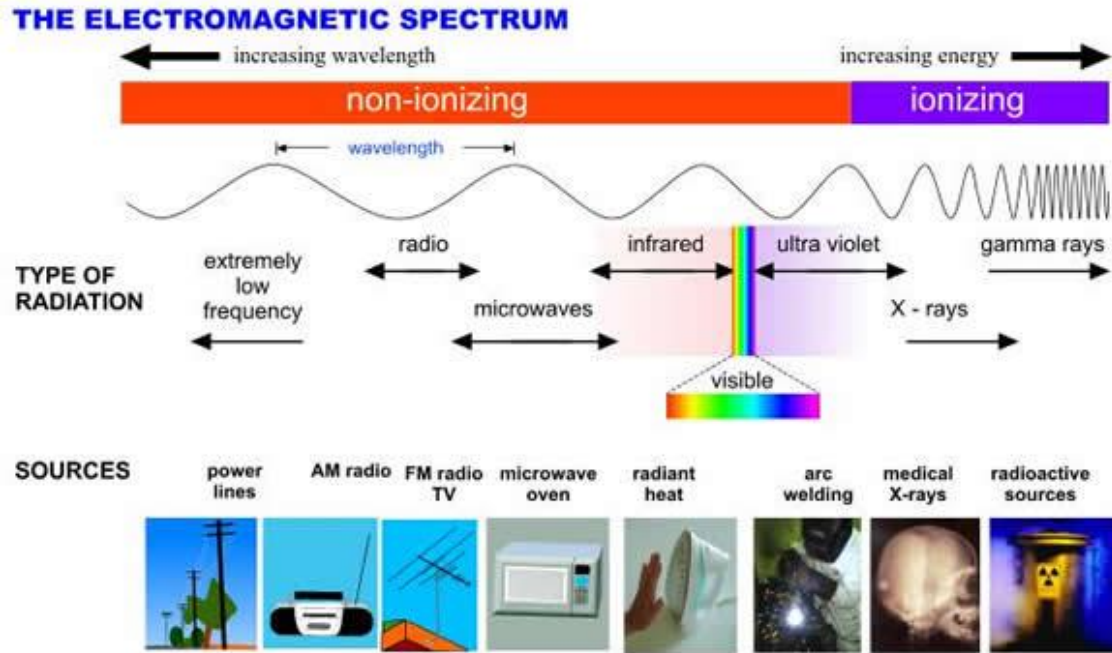 THE ELECTROMAGNETIC SPECTRUM
increasing wavelength
increasing energy
non-ionizing
ionizing
wavelength
TYPE OF
RADIATION
extremely
low
frequency
radio
microwaves
infrared
visible
ultra violet
X - rays
gamma rays
SOURCES
power
lines
AM radio
FM radio
TV
microwave
oven
radiant
heat
arc
welding
medical
X-rays
radioactive
sources